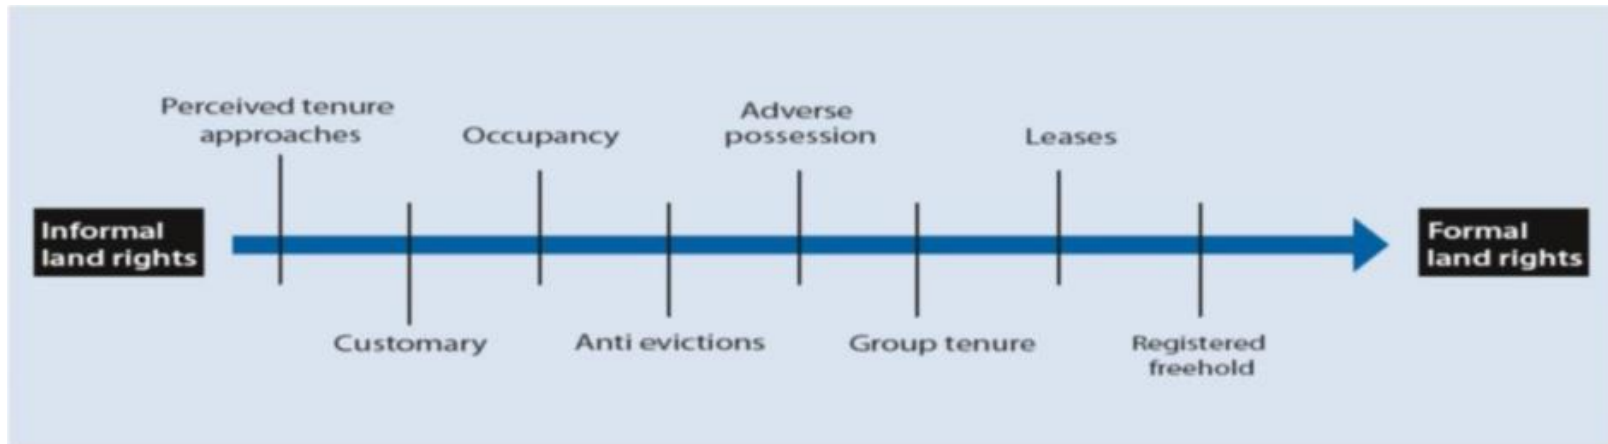 Perceived tenure
approaches
Occupancy
Adverse
possession
Leases
Informal
land rights
Formal
land rights
Customary
Anti evictions
Group tenure
Registered
freehold